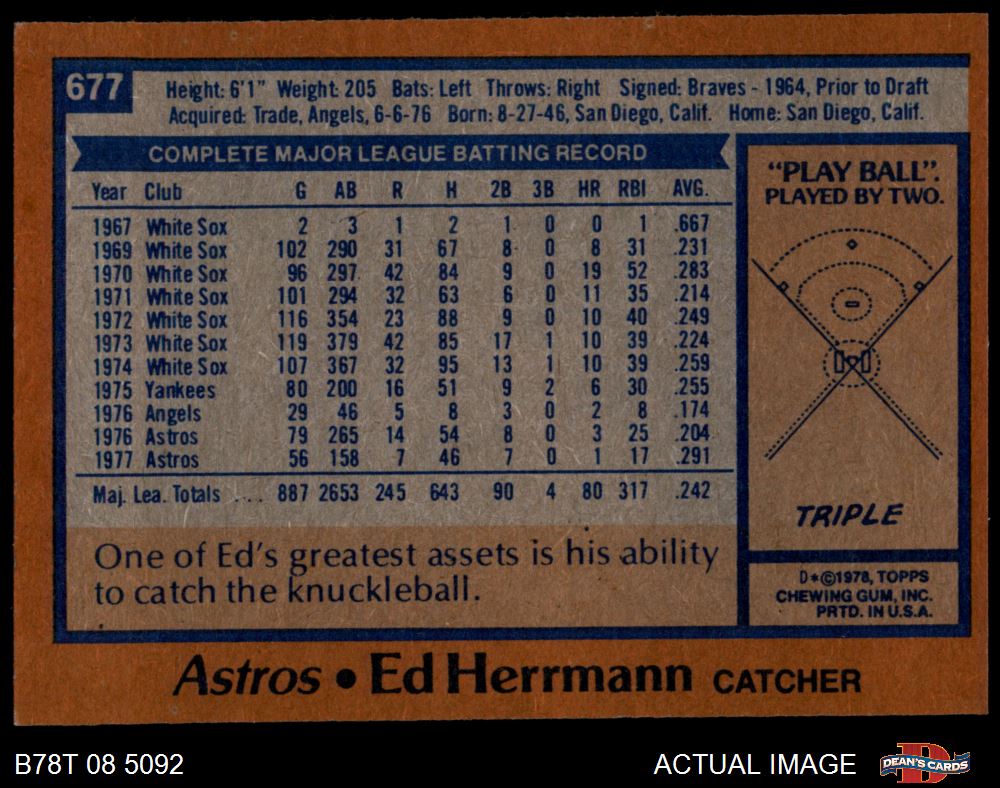 677
Height: 6'1" Weight: 205 Bats: Left Throws: Right Signed: Braves - 1964, Prior to Draft
Acquired: Trade, Angels, 6-6-76 Born: 8-27-46, San Diego, Calif. Home: San Diego, Calif.
COMPLETE MAJOR LEAGUE BATTING RECORD
Year Club G AB R H 2B 3B HR RBI AVG.
1967 White Sox 2 3 1 2 1 0 0 1 .667
1969 White Sox 102 290 31 67 8 0 8 31 .231
1970 White Sox 96 297 42 84 9 0 19 52 .283
1971 White Sox 101 294 32 63 6 0 11 35 .214
1972 White Sox 116 354 23 88 9 0 10 40 .249
1973 White Sox 119 379 42 85 17 1 10 39 .224
1974 White Sox 107 367 32 95 13 1 10 39 .259
1975 Yankees 80 200 16 51 9 2 6 30 .255
1976 Angels 29 46 5 8 3 0 2 8 .174
1976 Astros 79 265 14 54 8 0 3 25 .204
1977 Astros 56 158 7 46 7 0 1 17 .291
Maj. Lea. Totals .... 887 2653 245 643 90 4 80 317 .242
One of Ed's greatest assets is his ability
to catch the knuckleball.
"PLAY BALL".
PLAYED BY TWO.
TRIPLE
D*©1978, TOPPS
CHEWING GUM, INC.
PRTD. IN U.S.A.
Astros • Ed Herrmann CATCHER
B78T 08 5092
ACTUAL IMAGE
D
DEAN'S CARDS